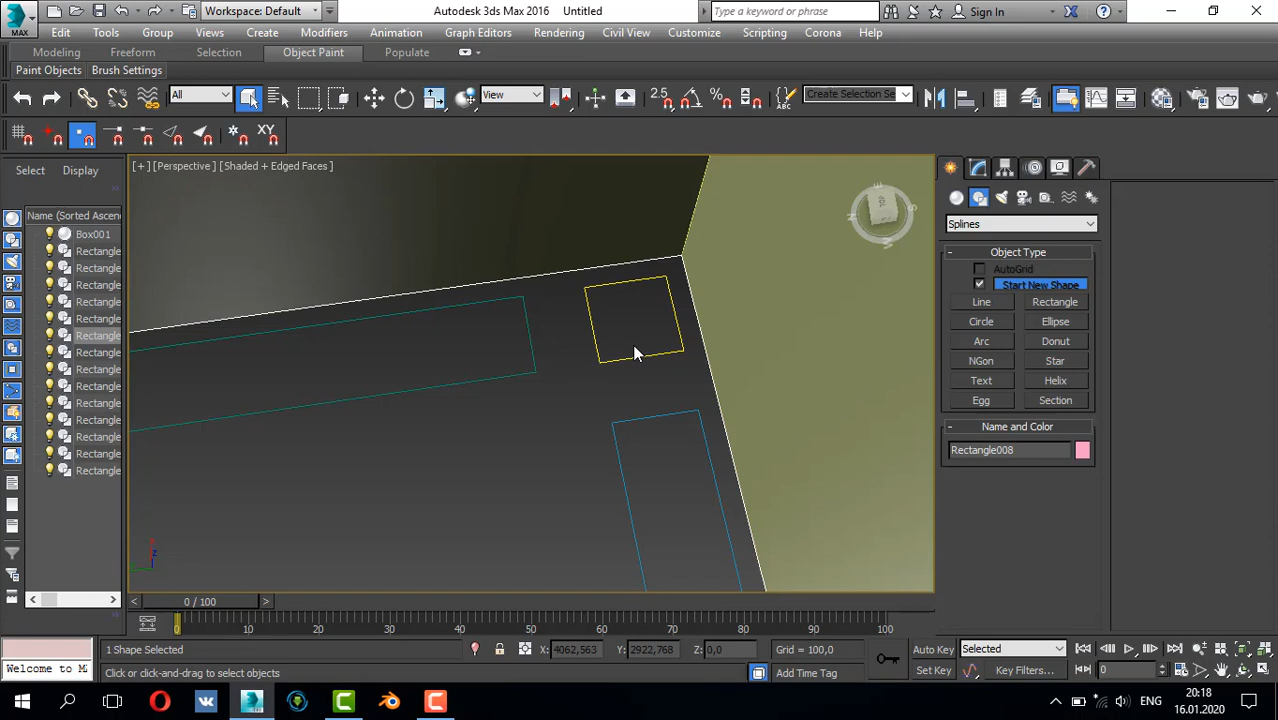 Workspace: Default
Autodesk 3ds Max 2016
Untitled
Type a keyword or phrase
Sign In
MAX
Edit
Tools
Group
Views
Create
Modifiers
Animation
Graph Editors
Rendering
Civil View
Customize
Scripting
Corona
Help
Modeling
Freeform
Selection
Object Paint
Populate
Paint Objects
Brush Settings
All
View
2.5
Create Selection Se
XY
Select
Display
[+] [Perspective] [Shaded + Edged Faces]
Name (Sorted Ascen
Box001
Rectangle
Rectangle
Rectangle
Rectangle
Rectangle
Rectangle
Rectangle
Rectangle
Rectangle
Rectangle
Rectangle
Rectangle
Rectangle
Rectangle
Splines
- Object Type
AutoGrid
Start New Shape
Line
Rectangle
Circle
Ellipse
Arc
Donut
NGon
Star
Text
Helix
Egg
Section
- Name and Color
Rectangle008
0 / 100
0
10
20
30
40
50
60
70
80
90
100
1 Shape Selected
X: 4062,563
Y: 2922,768
Z: 0,0
Grid = 100,0
Auto Key
Selected
Welcome to M
Click or click-and-drag to select objects
Add Time Tag
Set Key
Key Filters...
0
ENG
20:18
16.01.2020